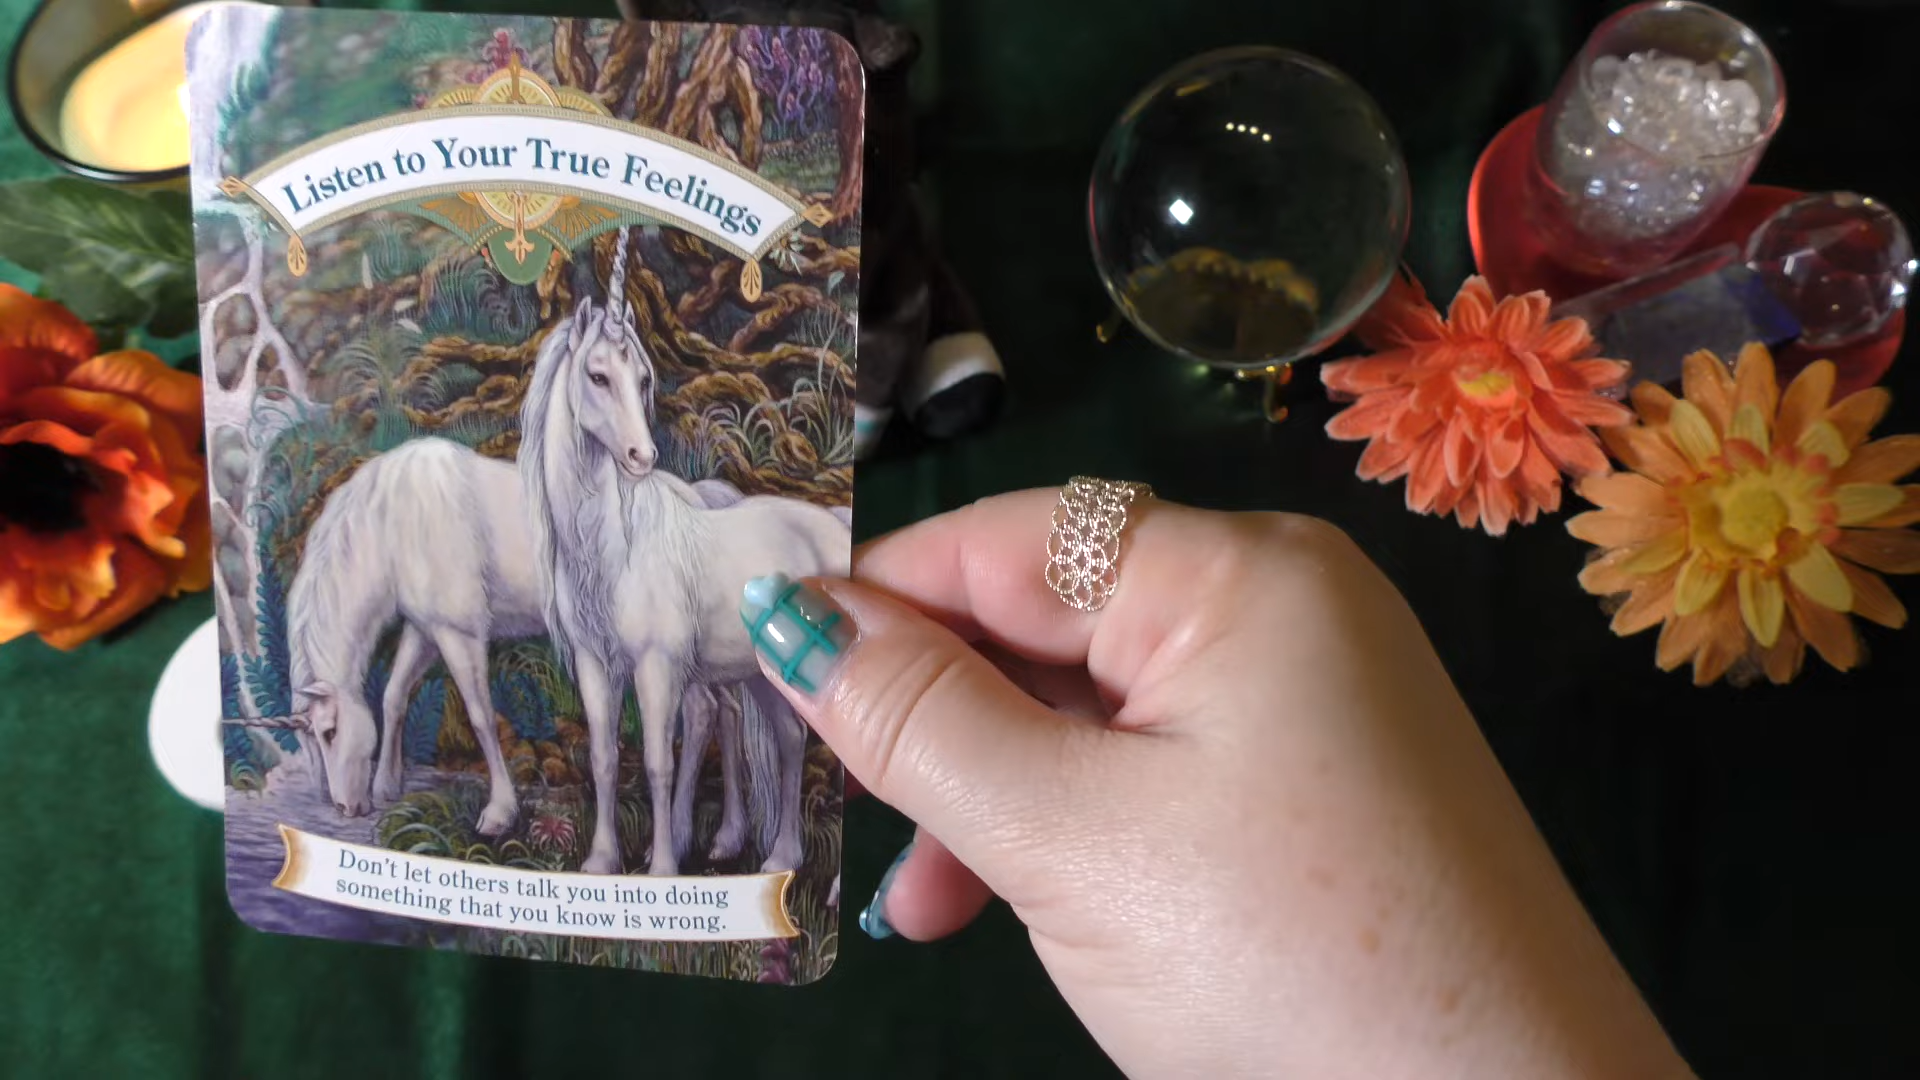 Listen to Your True Feelings
Don't let others talk you into doing
something that you know is wrong.